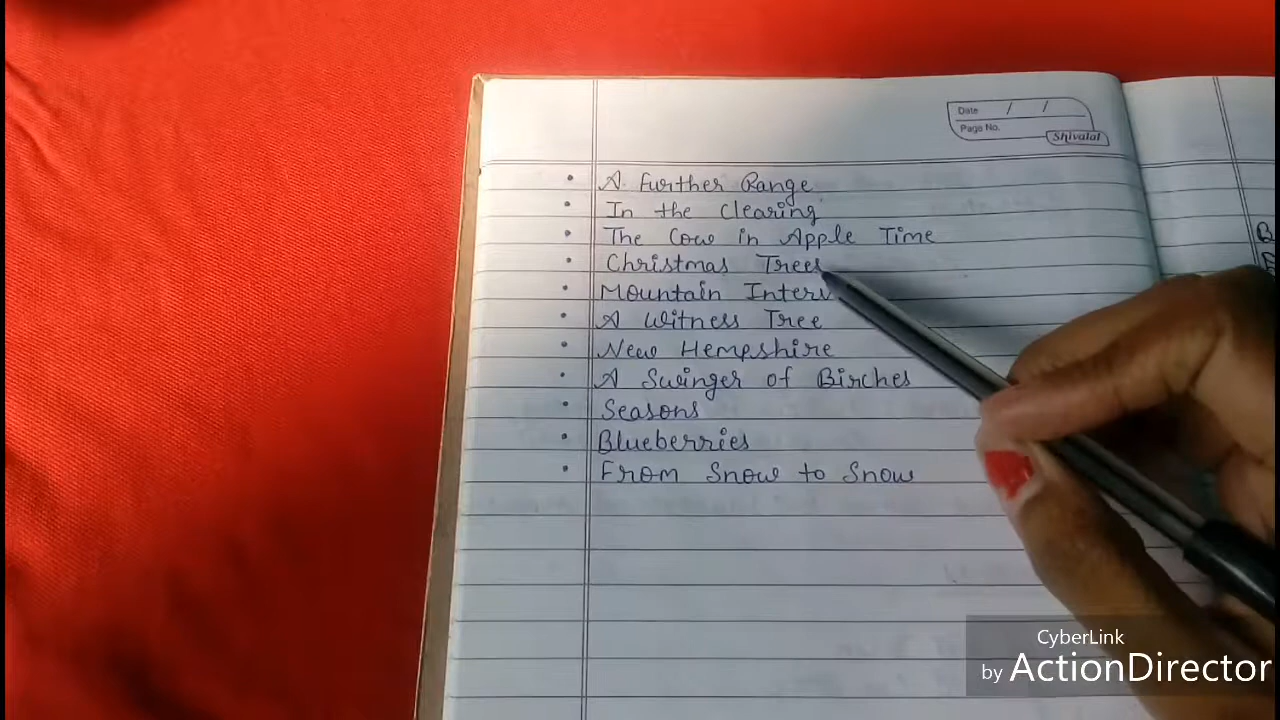 Date / /
Page No.
Shivalal
A Further Range
In the Clearing
The Cow in Apple Time
Christmas Trees
Mountain Interv
A Witness Tree
New Hempshire
A Swinger of Birches
Seasons
Blueberries
From Snow to Snow
CyberLink
by ActionDirector